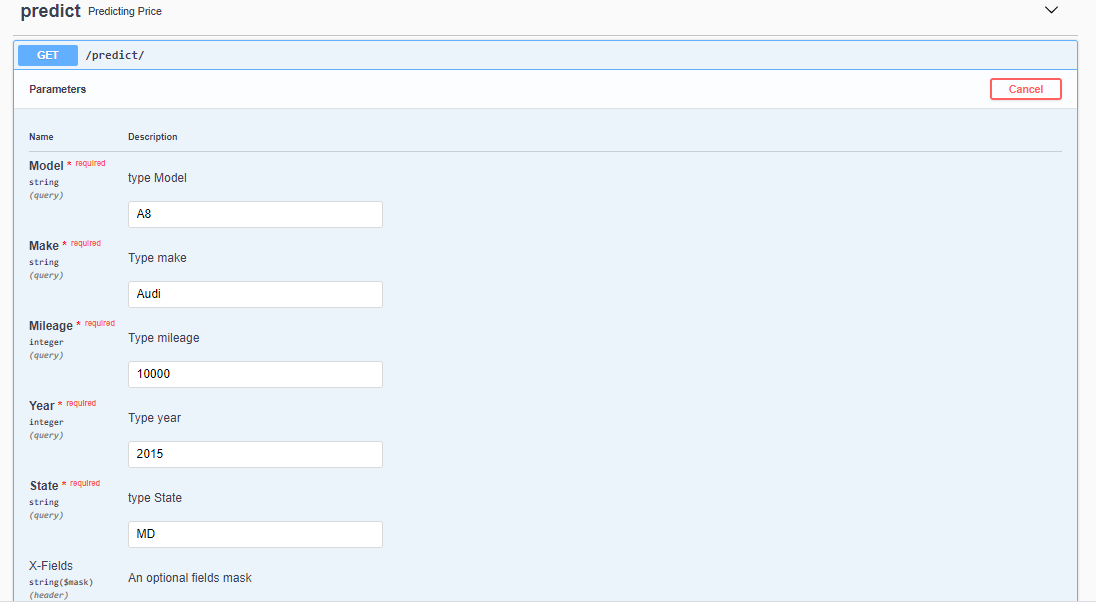 predict Predicting Price
GET /predict/
Parameters Cancel
Name Description
Model * required
string
(query)
type Model
A8
Make * required
string
(query)
Type make
Audi
Mileage * required
integer
(query)
Type mileage
10000
Year * required
integer
(query)
Type year
2015
State * required
string
(query)
type State
MD
X-Fields
string($mask)
(header)
An optional fields mask